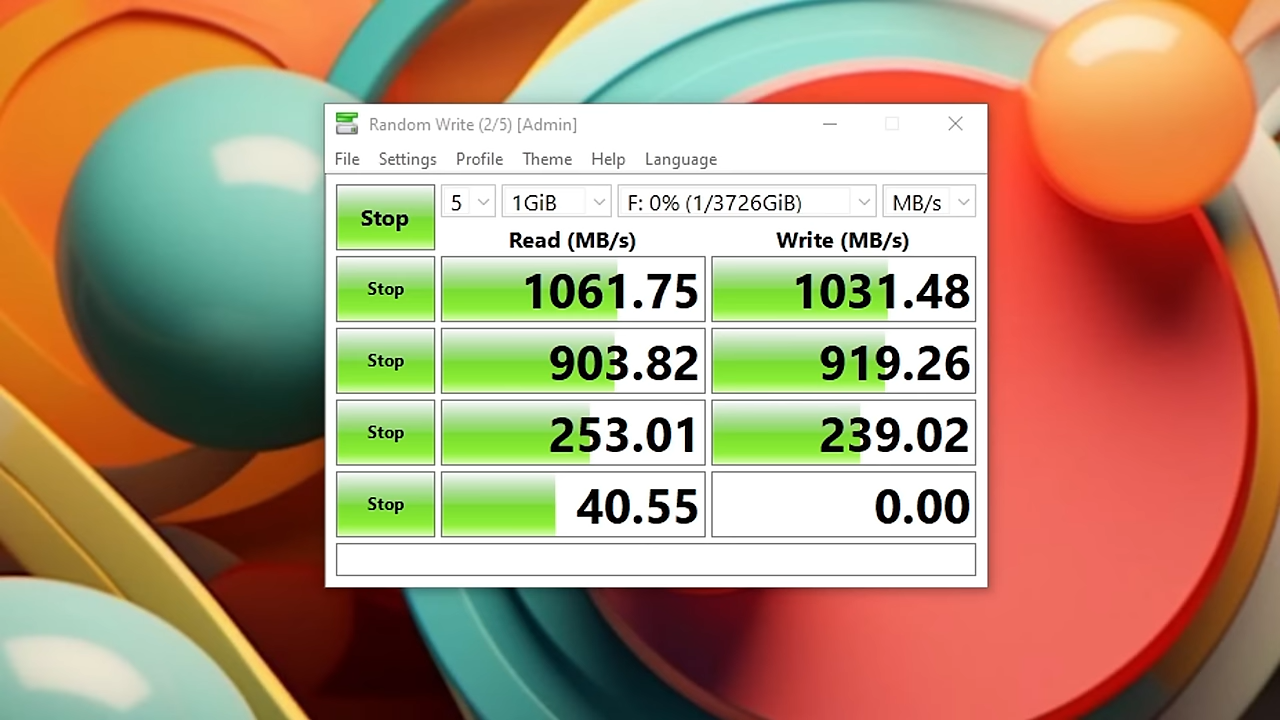 Random Write (2/5) [Admin]
File Settings Profile Theme Help Language
Stop 5 1GiB F: 0% (1/3726GiB) MB/s
Read (MB/s) Write (MB/s)
Stop 1061.75 1031.48
Stop 903.82 919.26
Stop 253.01 239.02
Stop 40.55 0.00